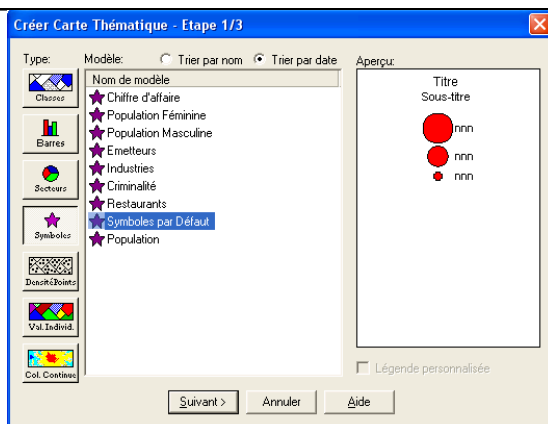 Créer Carte Thématique - Etape 1/3
Type:
Modèle:
Trier par nom
Trier par date
Aperçu:
Classes
Barres
Secteurs
Symboles
DensitéPoints
Val. Individ.
Col. Continue
Nom de modèle
Chiffre d'affaire
Population Féminine
Population Masculine
Emetteurs
Industries
Criminalité
Restaurants
Symboles par Défaut
Population
Titre
Sous-titre
nnn
nnn
nnn
Légende personnalisée
Suivant >
Annuler
Aide